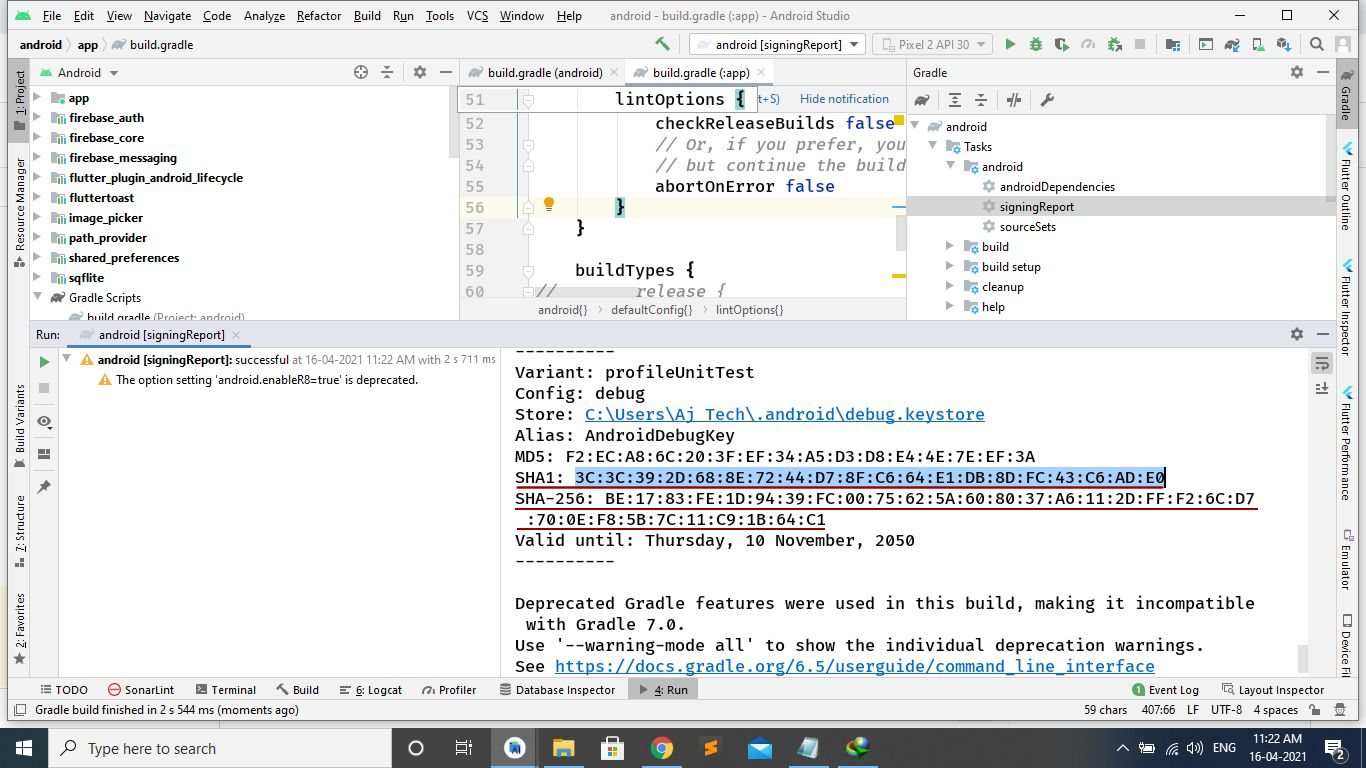 File Edit View Navigate Code Analyze Refactor Build Run Tools VCS Window Help android - build.gradle (:app) - Android Studio
android app build.gradle android [signingReport] Pixel 2 API 30
Android build.gradle (android) build.gradle (:app) Gradle
1: Project
Resource Manager
Build Variants
7: Structure
2: Favorites
app
firebase_auth
firebase_core
firebase_messaging
flutter_plugin_android_lifecycle
fluttertoast
image_picker
path_provider
shared_preferences
sqflite
Gradle Scripts
build.gradle (Project: android)
51 lintOptions { t+S) Hide notification
52 checkReleaseBuilds false
53 // Or, if you prefer, you
54 // but continue the build
55 abortOnError false
56 }
57 }
58
59 buildTypes {
60 // release {
android{} defaultConfig{} lintOptions{}
android
Tasks
android
androidDependencies
signingReport
sourceSets
build
build setup
cleanup
help
Gradle
Flutter Outline
Flutter Inspector
Flutter Performance
Emulator
Device Fil
Run: android [signingReport]
android [signingReport]: successful at 16-04-2021 11:22 AM with 2 s 711 ms
The option setting 'android.enableR8=true' is deprecated.
----------
Variant: profileUnitTest
Config: debug
Store: C:\Users\Aj Tech\.android\debug.keystore
Alias: AndroidDebugKey
MD5: F2:EC:A8:6C:20:3F:EF:34:A5:D3:D8:E4:4E:7E:EF:3A
SHA1: 3C:3C:39:2D:68:8E:72:44:D7:8F:C6:64:E1:DB:8D:FC:43:C6:AD:E0
SHA-256: BE:17:83:FE:1D:94:39:FC:00:75:62:5A:60:80:37:A6:11:2D:FF:F2:6C:D7
:70:0E:F8:5B:7C:11:C9:1B:64:C1
Valid until: Thursday, 10 November, 2050
----------
Deprecated Gradle features were used in this build, making it incompatible
with Gradle 7.0.
Use '--warning-mode all' to show the individual deprecation warnings.
See https://docs.gradle.org/6.5/userguide/command_line_interface
TODO SonarLint Terminal Build 6: Logcat Profiler Database Inspector 4: Run 1 Event Log Layout Inspector
Gradle build finished in 2 s 544 ms (moments ago) 59 chars 407:66 LF UTF-8 4 spaces
Type here to search ENG 11:22 AM
16-04-2021 2